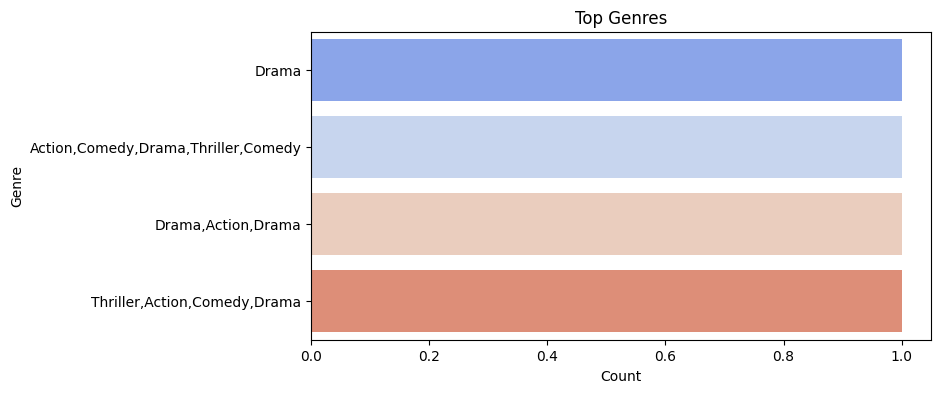 Top Genres
Genre
Drama
Action,Comedy,Drama,Thriller,Comedy
Drama,Action,Drama
Thriller,Action,Comedy,Drama
0.0 0.2 0.4 0.6 0.8 1.0
Count